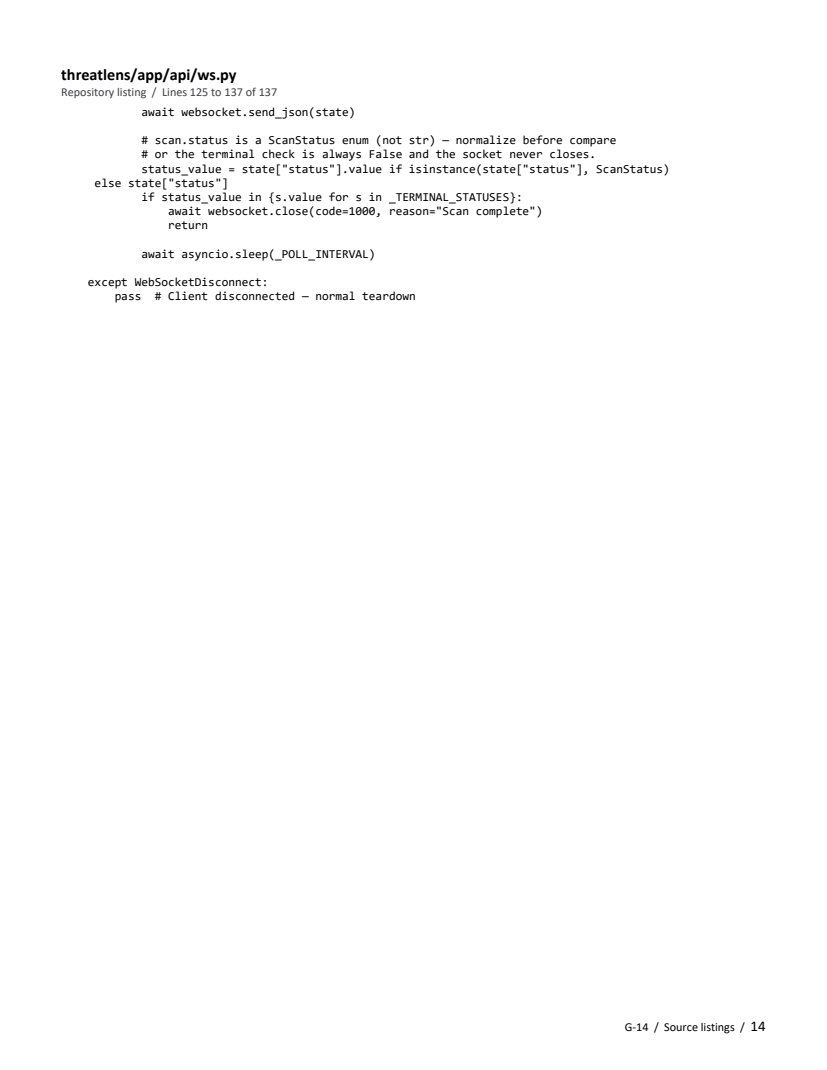 threatlens/app/api/ws.py
Repository listing / Lines 125 to 137 of 137
            await websocket.send_json(state)

            # scan.status is a ScanStatus enum (not str) — normalize before compare
            # or the terminal check is always False and the socket never closes.
            status_value = state["status"].value if isinstance(state["status"], ScanStatus)
     else state["status"]
            if status_value in {s.value for s in _TERMINAL_STATUSES}:
                await websocket.close(code=1000, reason="Scan complete")
                return

            await asyncio.sleep(_POLL_INTERVAL)

    except WebSocketDisconnect:
        pass  # Client disconnected — normal teardown
G-14 / Source listings / 14